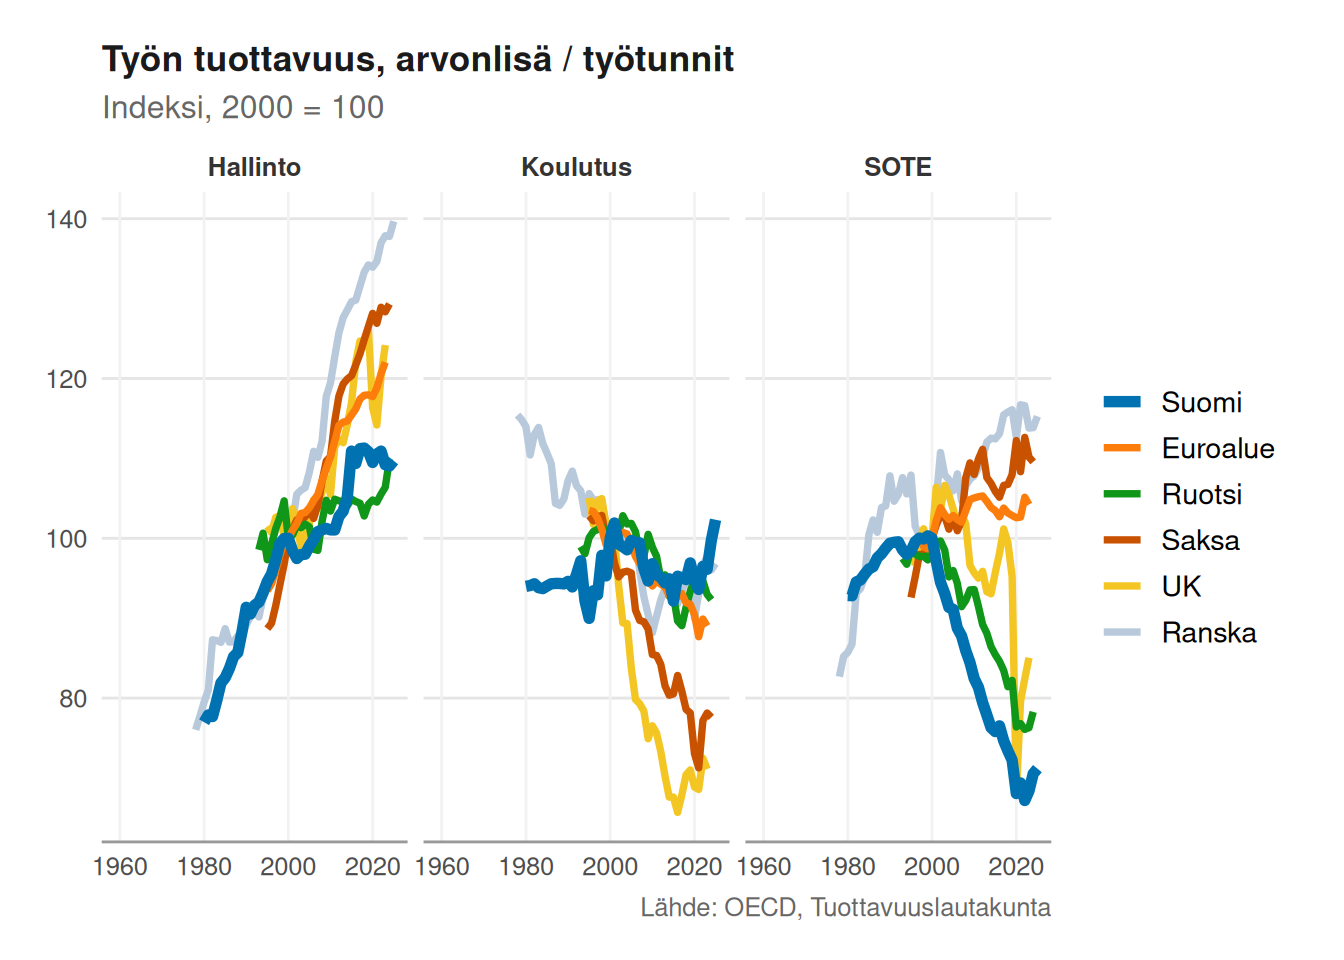 Työn tuottavuus, arvonlisä / työtunnit
Indeksi, 2000 = 100
Hallinto Koulutus SOTE
140
120
100
80
1960 1980 2000 2020 1960 1980 2000 2020 1960 1980 2000 2020
Suomi
Euroalue
Ruotsi
Saksa
UK
Ranska
Lähde: OECD, Tuottavuuslautakunta